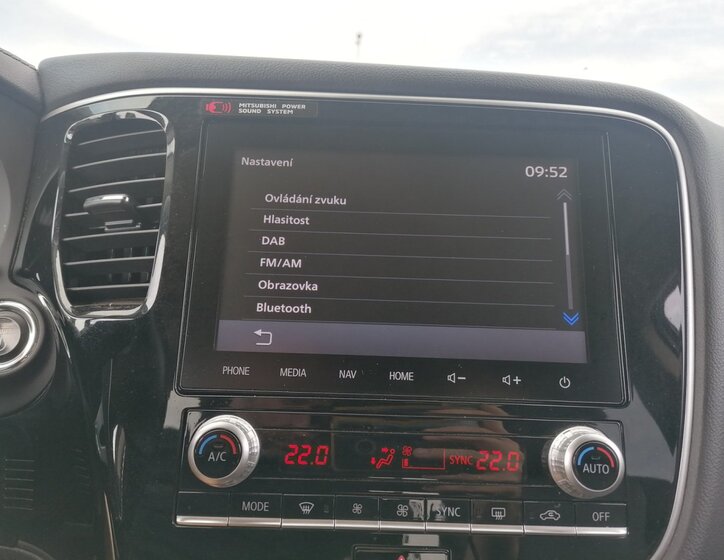 MITSUBISHI POWER
SOUND SYSTEM
Nastavení
09:52
Ovládání zvuku
Hlasitost
DAB
FM/AM
Obrazovka
Bluetooth
PHONE MEDIA NAV HOME
A/C
22.0
SYNC 22.0
AUTO
MODE SYNC OFF